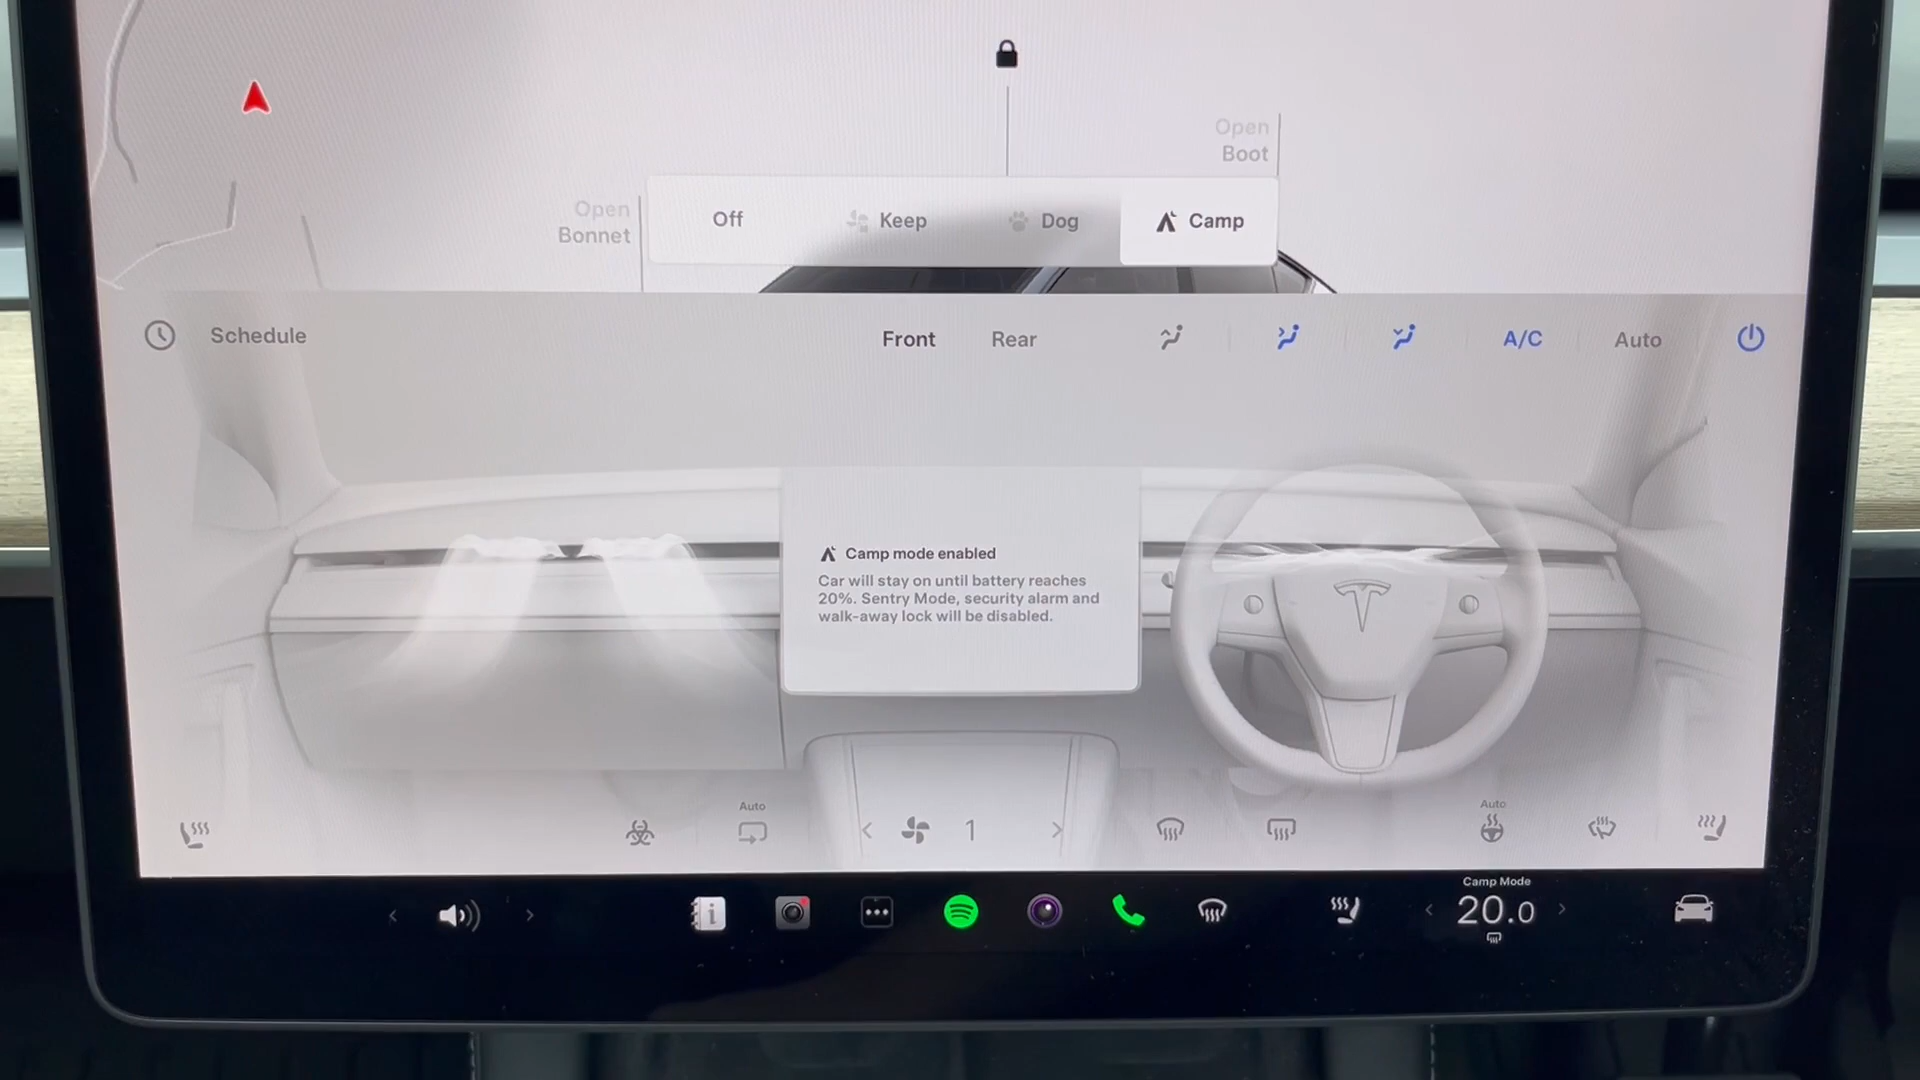 Open
Boot
Open
Bonnet
Off
Keep
Dog
Camp
Schedule
Front
Rear
A/C
Auto
Camp mode enabled
Car will stay on until battery reaches
20%. Sentry Mode, security alarm and
walk-away lock will be disabled.
Auto
1
Auto
Camp Mode
20.0